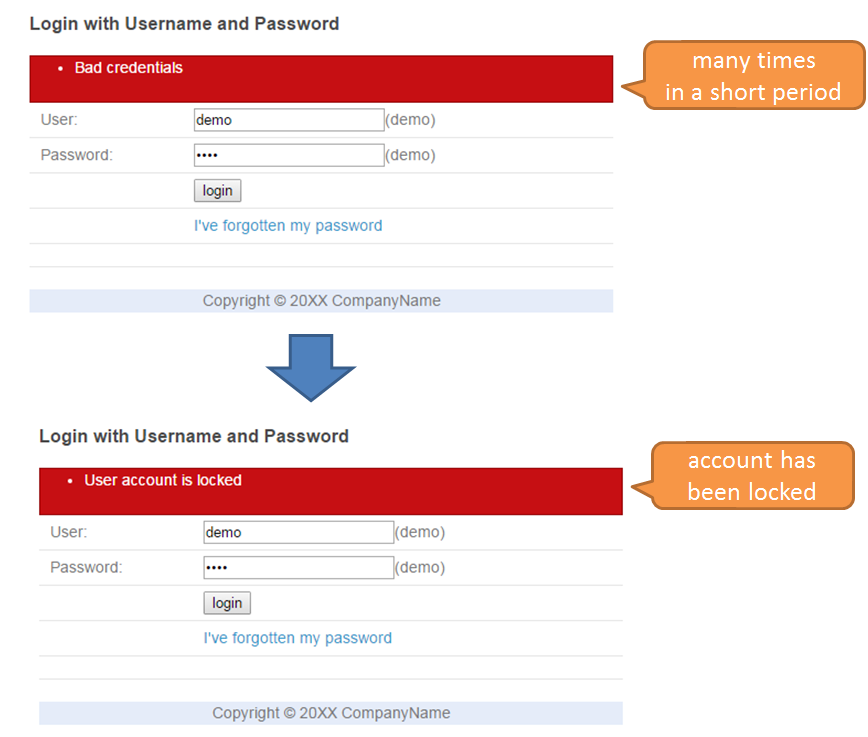 Login with Username and Password
• Bad credentials
many times
in a short period
User: demo (demo)
Password: •••• (demo)
login
I've forgotten my password
Copyright © 20XX CompanyName
Login with Username and Password
• User account is locked
account has
been locked
User: demo (demo)
Password: •••• (demo)
login
I've forgotten my password
Copyright © 20XX CompanyName